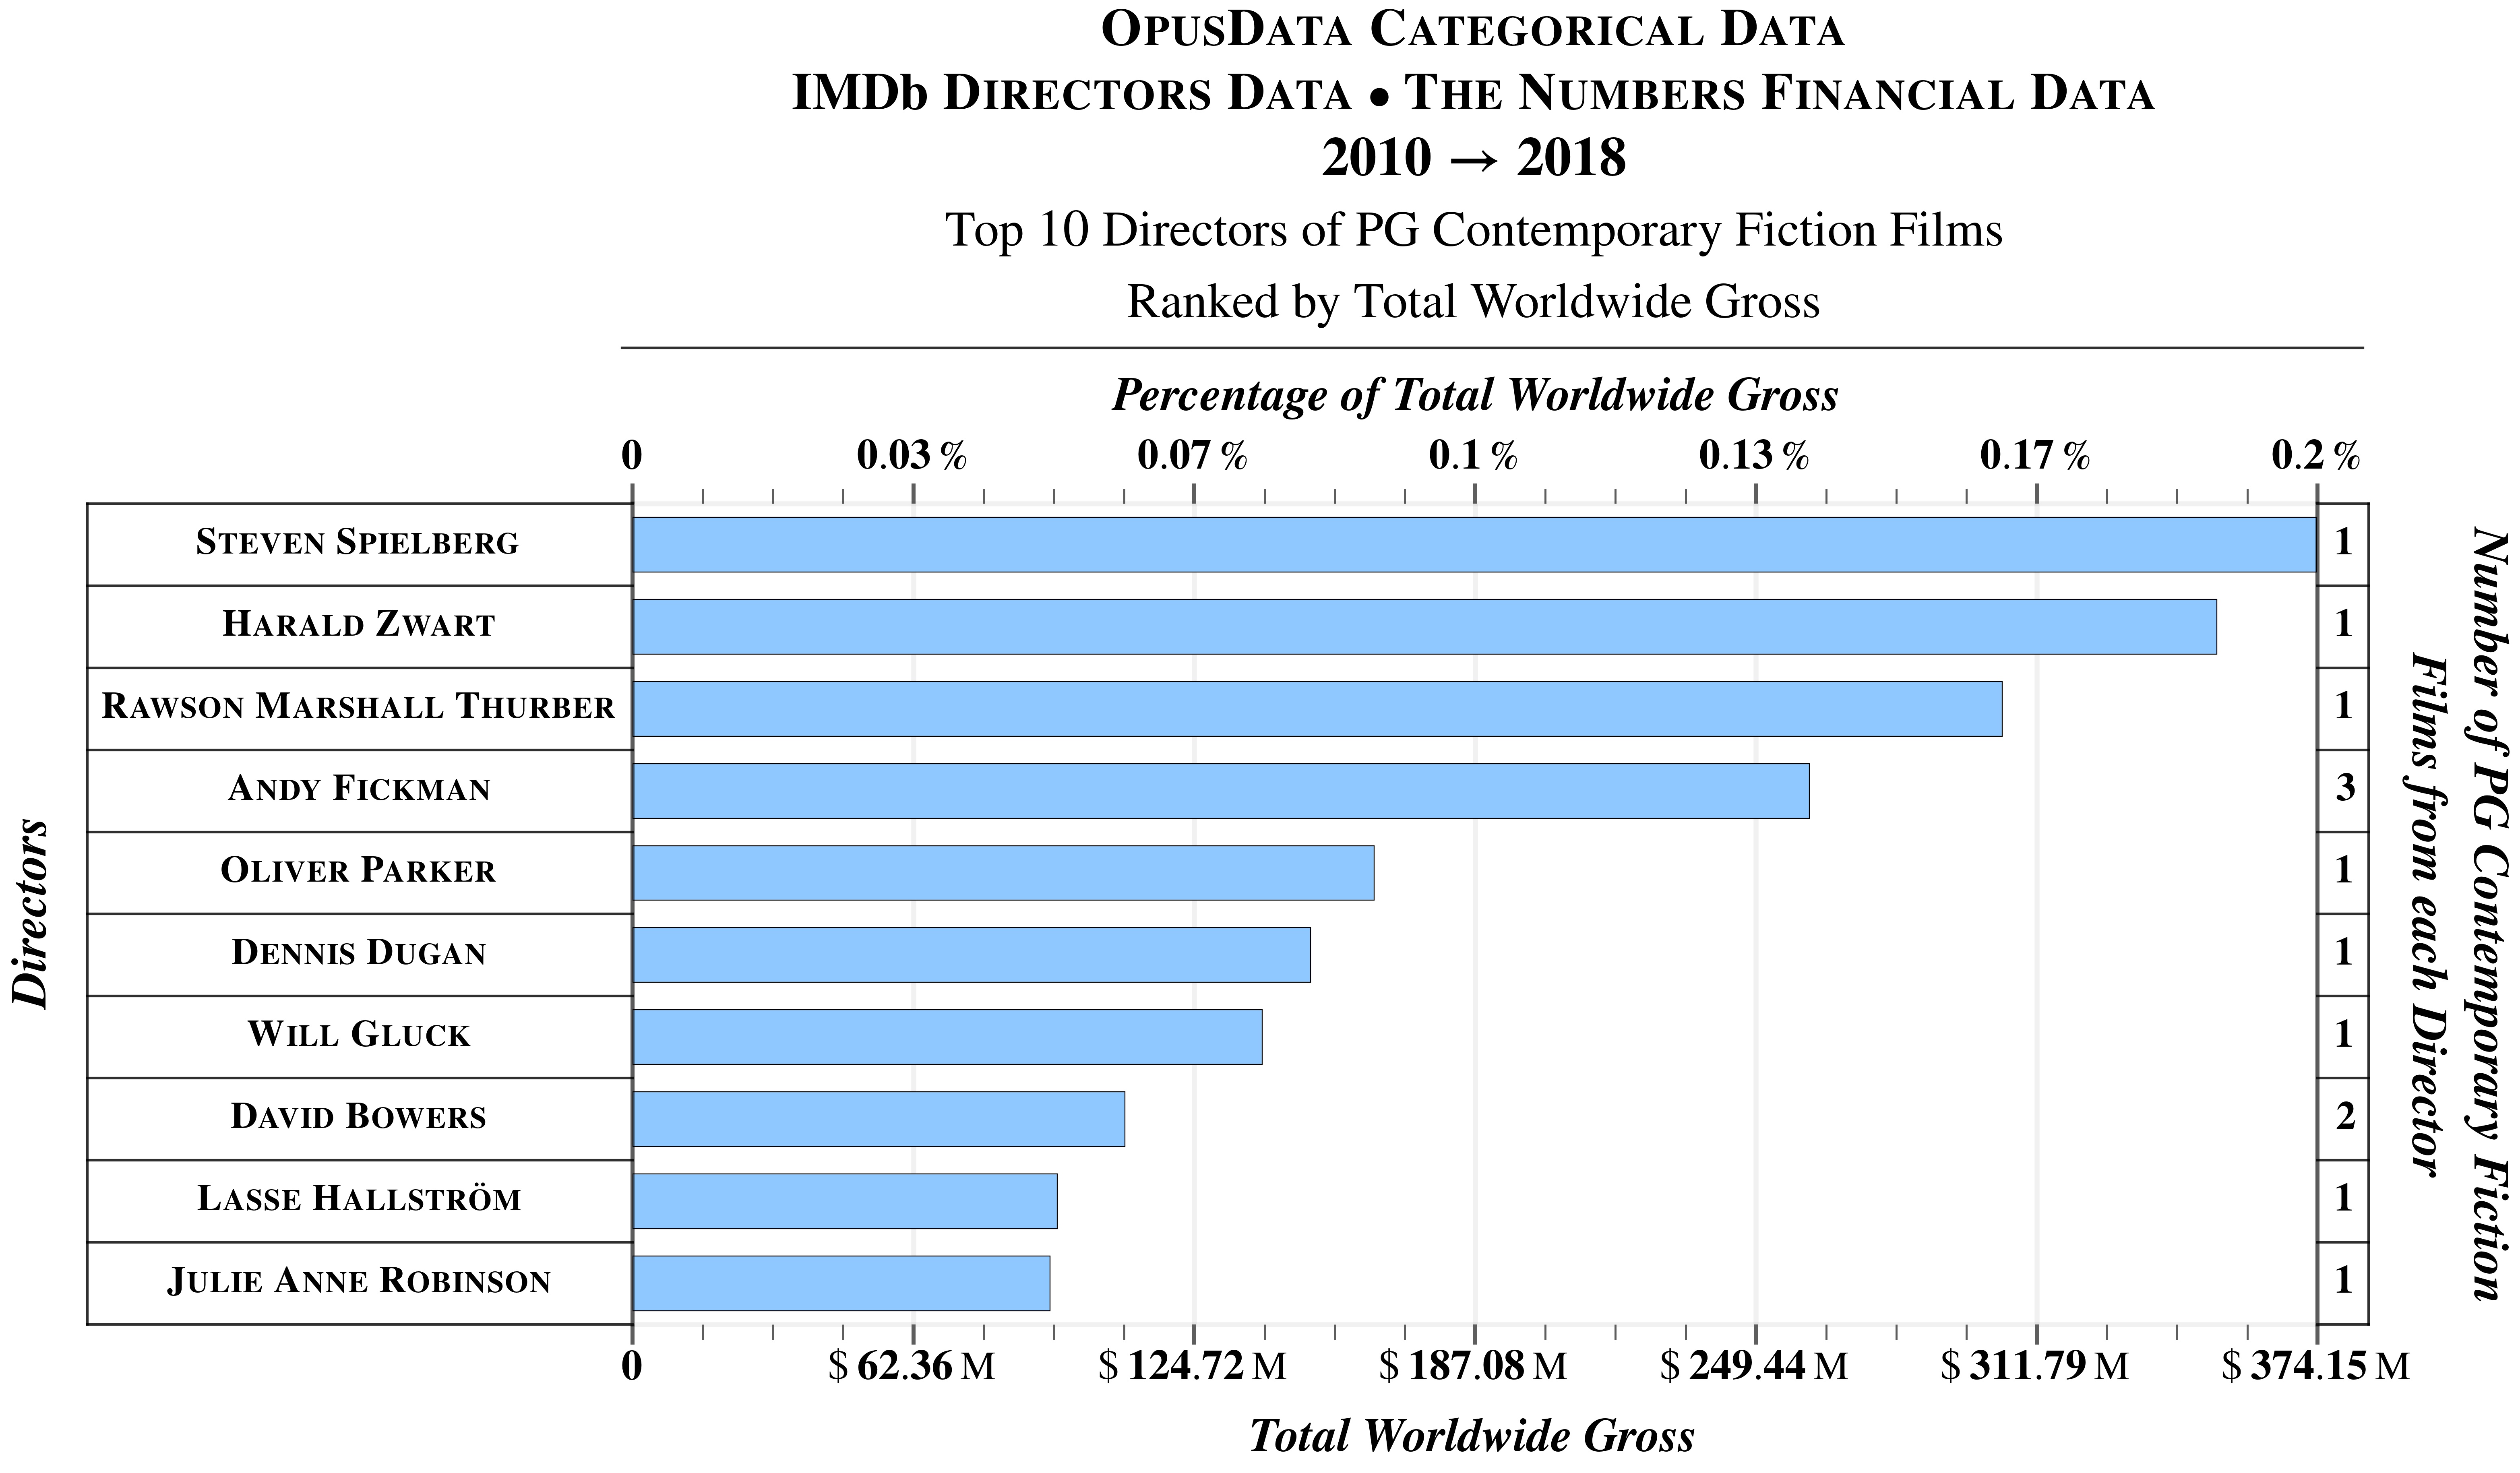 OpusData Categorical Data
IMDb Directors Data • The Numbers Financial Data
2010 → 2018
Top 10 Directors of PG Contemporary Fiction Films
Ranked by Total Worldwide Gross
Percentage of Total Worldwide Gross
0 0.03 % 0.07 % 0.1 % 0.13 % 0.17 % 0.2 %
Directors
Steven Spielberg 1
Harald Zwart 1
Rawson Marshall Thurber 1
Andy Fickman 3
Oliver Parker 1
Dennis Dugan 1
Will Gluck 1
David Bowers 2
Lasse Hallström 1
Julie Anne Robinson 1
Number of PG Contemporary Fiction
Films from each Director
0 $ 62.36 M $ 124.72 M $ 187.08 M $ 249.44 M $ 311.79 M $ 374.15 M
Total Worldwide Gross